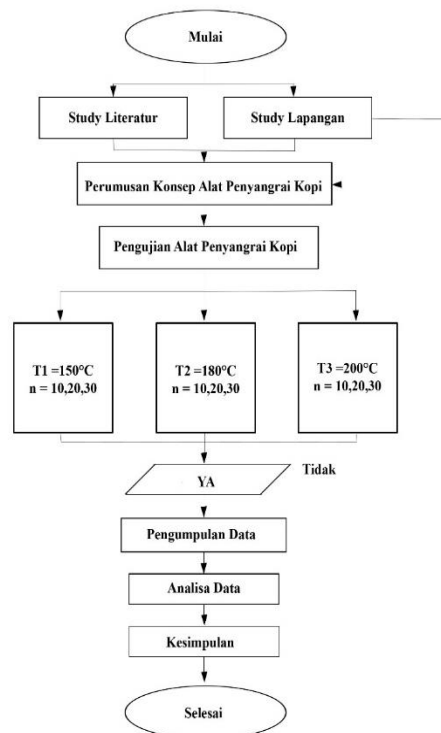 Mulai
Study Literatur
Study Lapangan
Perumusan Konsep Alat Penyangrai Kopi
Pengujian Alat Penyangrai Kopi
T1 =150°C
n = 10,20,30
T2 =180°C
n = 10,20,30
T3 =200°C
n = 10,20,30
YA
Tidak
Pengumpulan Data
Analisa Data
Kesimpulan
Selesai